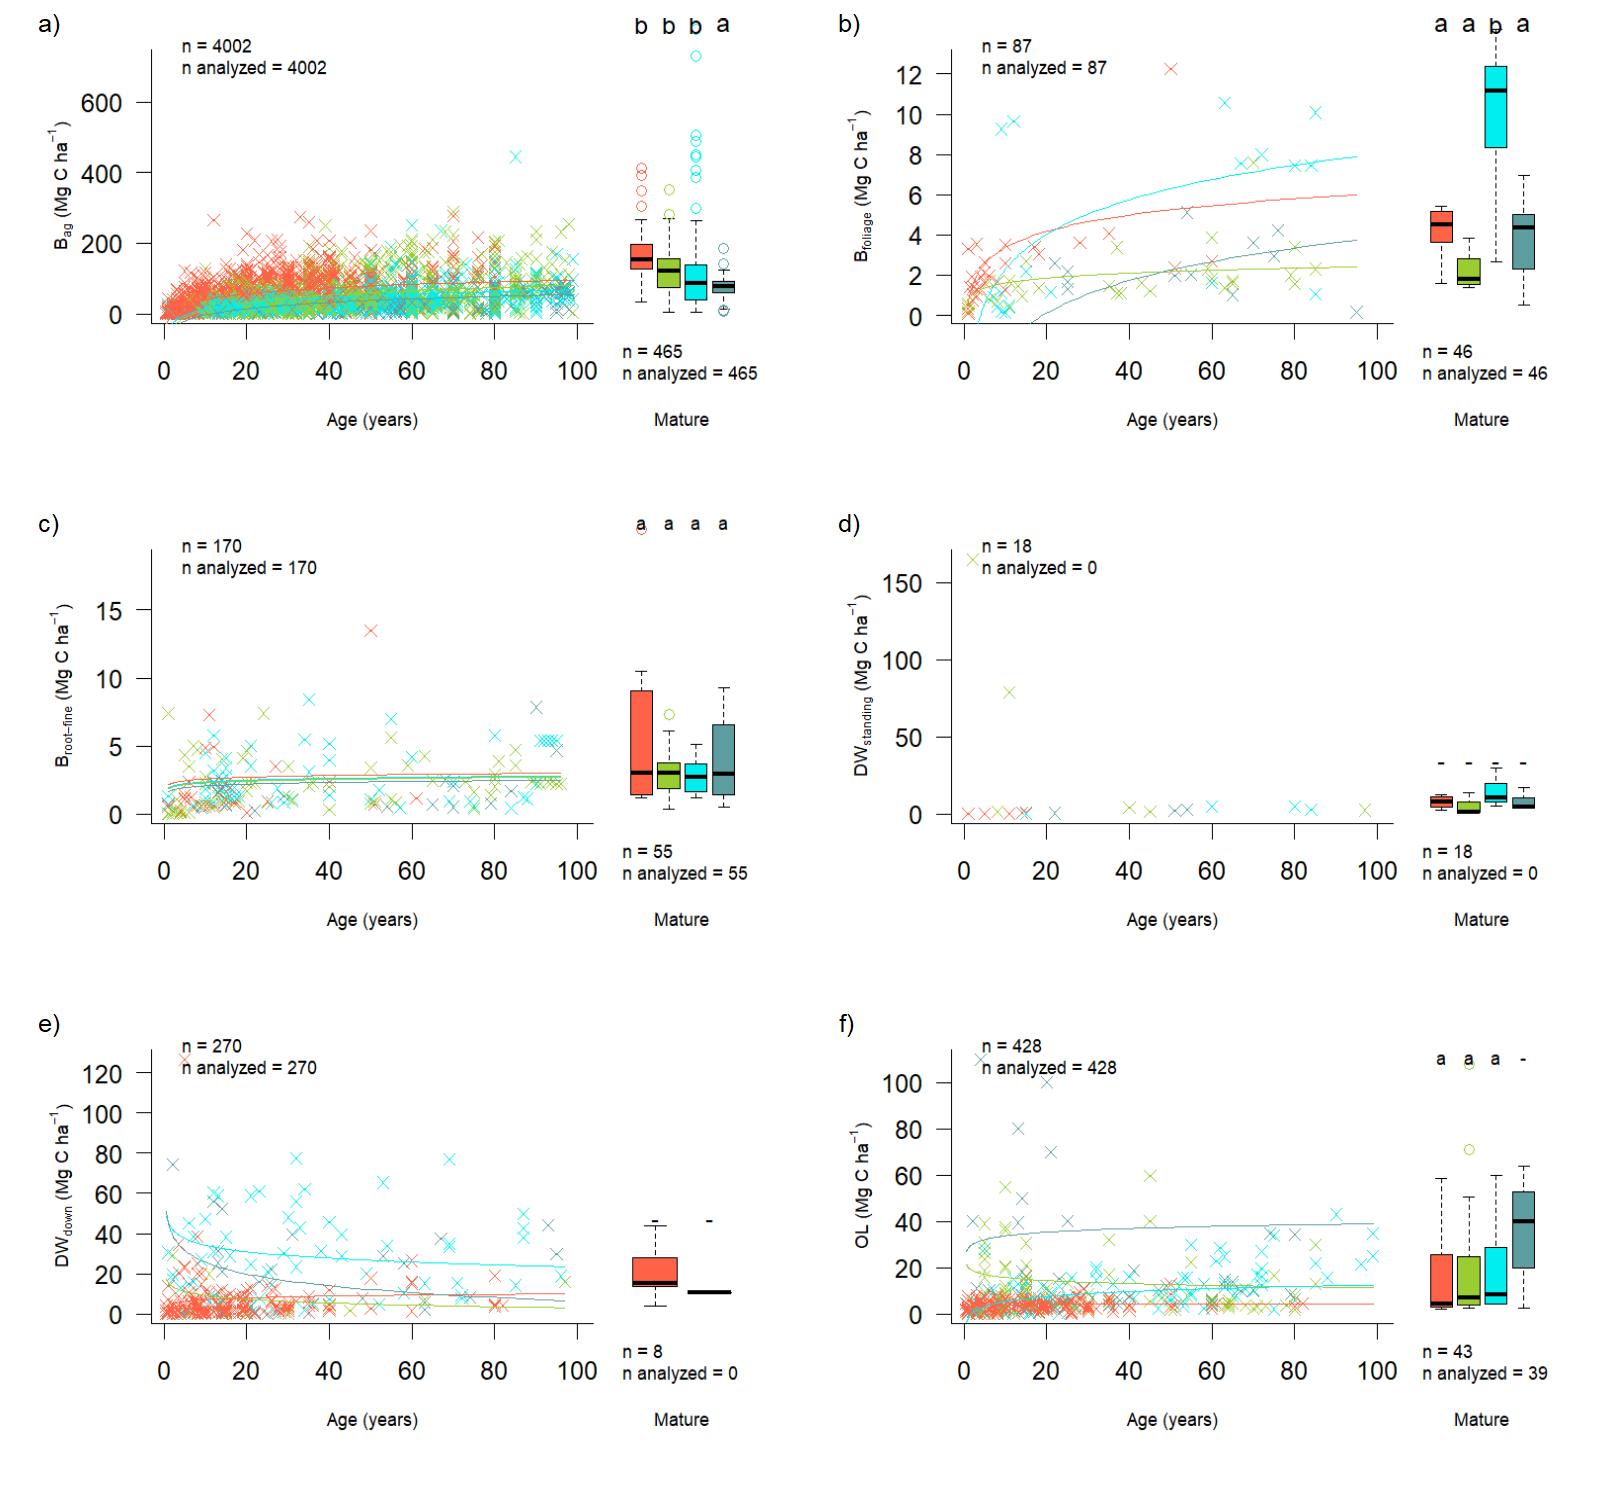 a)
n = 4002
n analyzed = 4002
b b b a
B_ag (Mg C ha⁻¹)
600
400
200
0
0 20 40 60 80 100
Age (years)
n = 465
n analyzed = 465
Mature
b)
n = 87
n analyzed = 87
a a b a
B_foliage (Mg C ha⁻¹)
12
10
8
6
4
2
0
0 20 40 60 80 100
Age (years)
n = 46
n analyzed = 46
Mature
c)
n = 170
n analyzed = 170
a a a a
B_root−fine (Mg C ha⁻¹)
15
10
5
0
0 20 40 60 80 100
Age (years)
n = 55
n analyzed = 55
Mature
d)
n = 18
n analyzed = 0
- - - -
DW_standing (Mg C ha⁻¹)
150
100
50
0
0 20 40 60 80 100
Age (years)
n = 18
n analyzed = 0
Mature
e)
n = 270
n analyzed = 270
- -
DW_down (Mg C ha⁻¹)
120
100
80
60
40
20
0
0 20 40 60 80 100
Age (years)
n = 8
n analyzed = 0
Mature
f)
n = 428
n analyzed = 428
a a a -
OL (Mg C ha⁻¹)
100
80
60
40
20
0
0 20 40 60 80 100
Age (years)
n = 43
n analyzed = 39
Mature